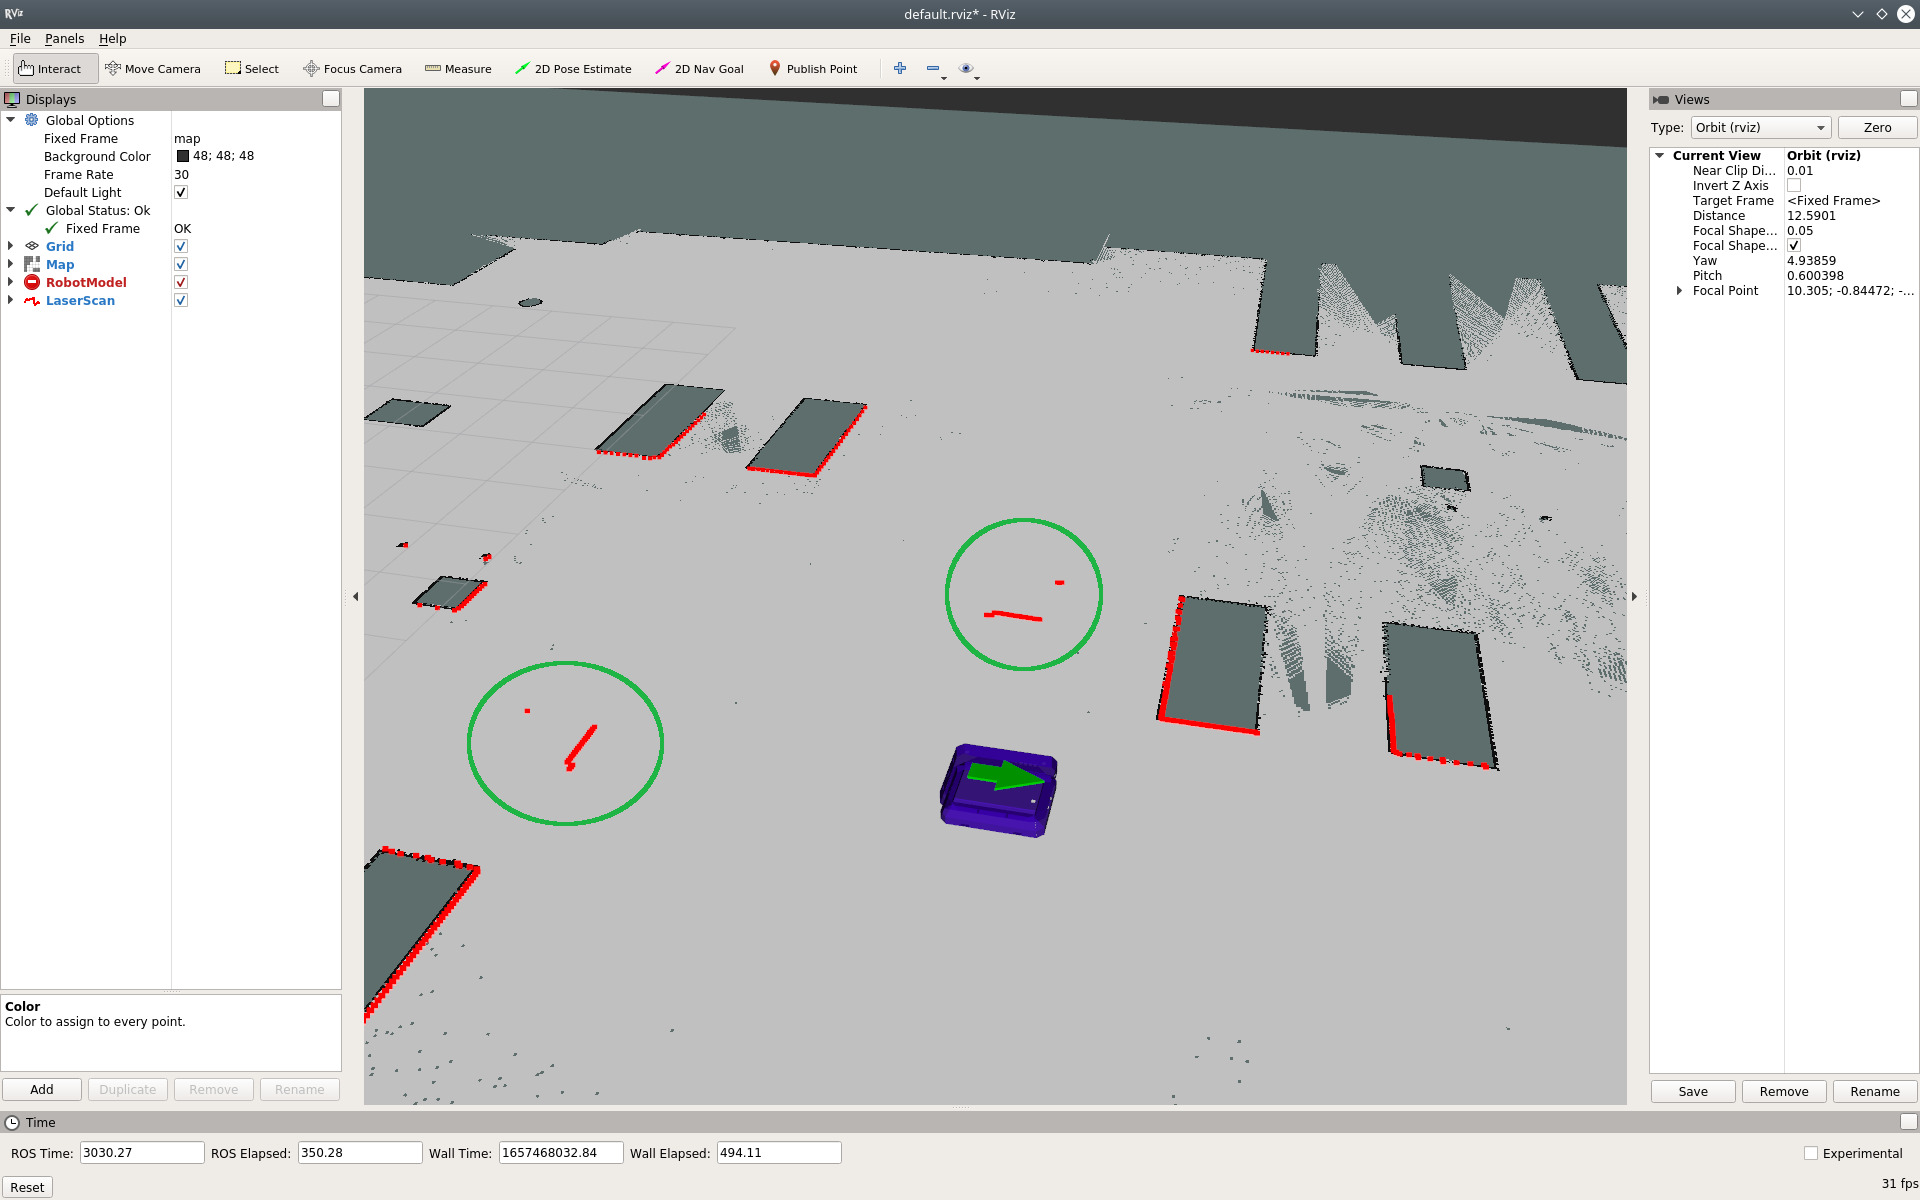 RViz
default.rviz* - RViz
File Panels Help
Interact Move Camera Select Focus Camera Measure 2D Pose Estimate 2D Nav Goal Publish Point
Displays
Global Options
Fixed Frame map
Background Color 48; 48; 48
Frame Rate 30
Default Light
Global Status: Ok
Fixed Frame OK
Grid
Map
RobotModel
LaserScan
Color
Color to assign to every point.
Add Duplicate Remove Rename
Views
Type: Orbit (rviz) Zero
Current View Orbit (rviz)
Near Clip Di... 0.01
Invert Z Axis
Target Frame <Fixed Frame>
Distance 12.5901
Focal Shape... 0.05
Focal Shape...
Yaw 4.93859
Pitch 0.600398
Focal Point 10.305; -0.84472; -...
Save Remove Rename
Time
ROS Time: 3030.27 ROS Elapsed: 350.28 Wall Time: 1657468032.84 Wall Elapsed: 494.11 Experimental
Reset 31 fps